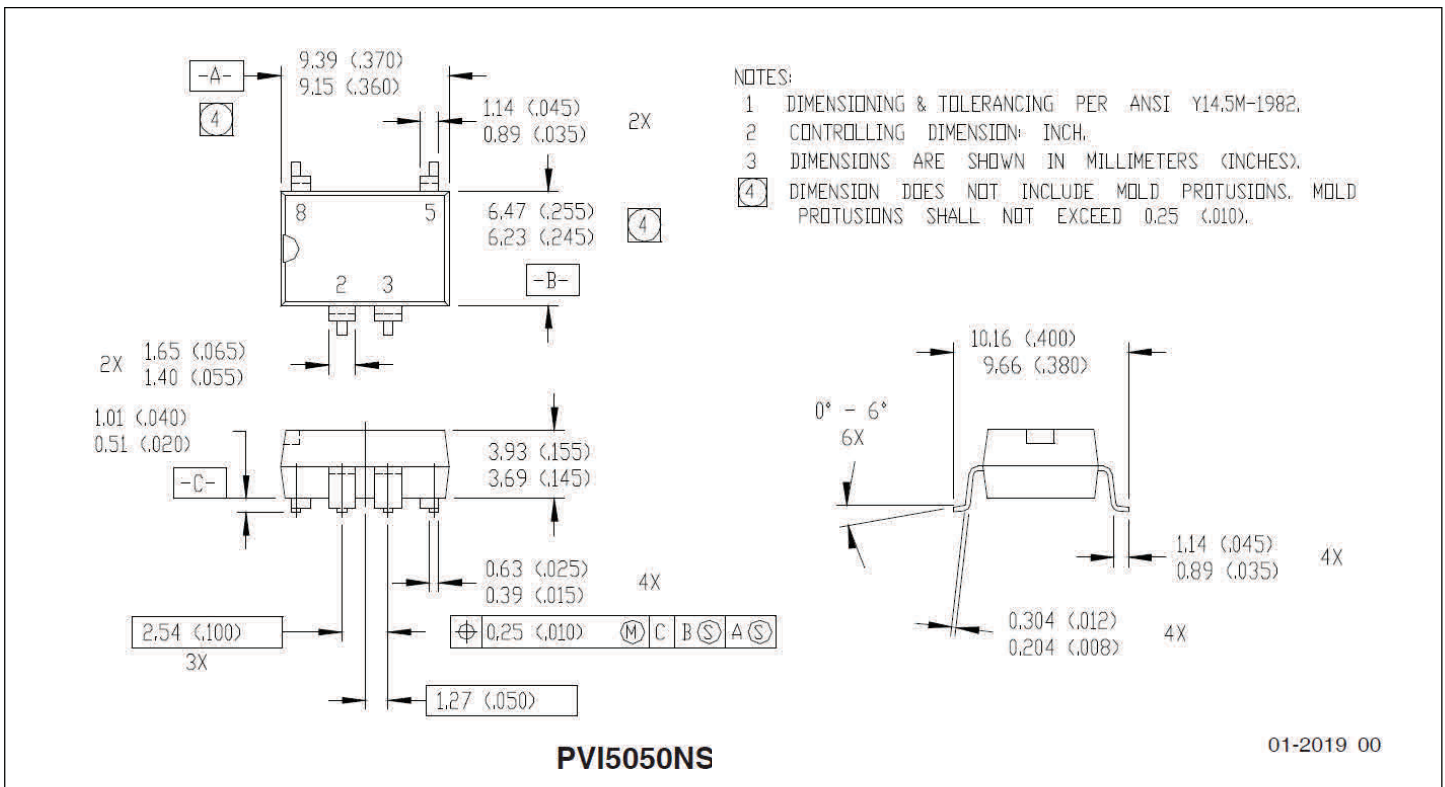 -A-
9.39 (.370)
9.15 (.360)
4
1.14 (.045)
0.89 (.035)
2X
8
5
6.47 (.255)
6.23 (.245)
4
-B-
2 3
2X
1.65 (.065)
1.40 (.055)
NOTES:
1 DIMENSIONING & TOLERANCING PER ANSI Y14.5M-1982.
2 CONTROLLING DIMENSION: INCH.
3 DIMENSIONS ARE SHOWN IN MILLIMETERS (INCHES).
4 DIMENSION DOES NOT INCLUDE MOLD PROTUSIONS. MOLD
PROTUSIONS SHALL NOT EXCEED 0.25 (.010).
1.01 (.040)
0.51 (.020)
-C-
3.93 (.155)
3.69 (.145)
0.63 (.025)
0.39 (.015)
4X
2.54 (.100)
3X
⌖ 0.25 (.010) Ⓜ C B Ⓢ A Ⓢ
1.27 (.050)
10.16 (.400)
9.66 (.380)
0° - 6°
6X
1.14 (.045)
0.89 (.035)
4X
0.304 (.012)
0.204 (.008)
4X
PVI5050NS
01-2019 00